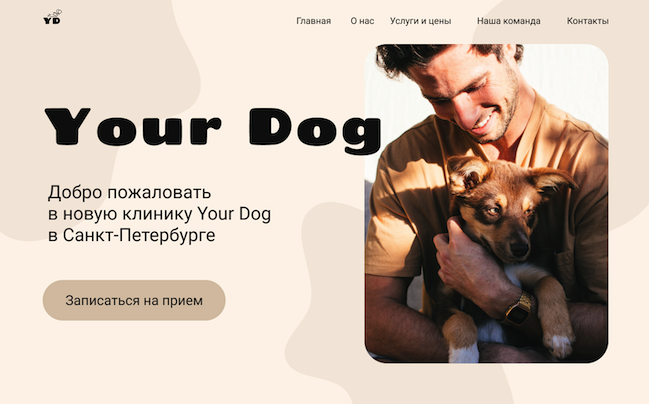 YD
Главная О нас Услуги и цены Наша команда Контакты
Your Dog
Добро пожаловать
в новую клинику Your Dog
в Санкт-Петербурге
Записаться на прием